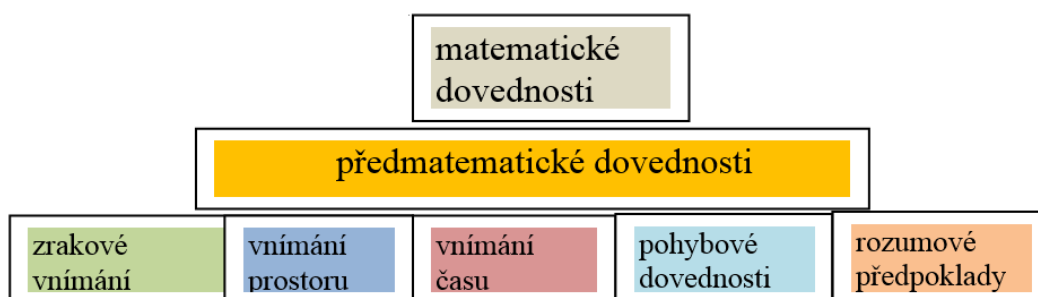 matematické
dovednosti
předmatematické dovednosti
zrakové
vnímání
vnímání
prostoru
vnímání
času
pohybové
dovednosti
rozumové
předpoklady